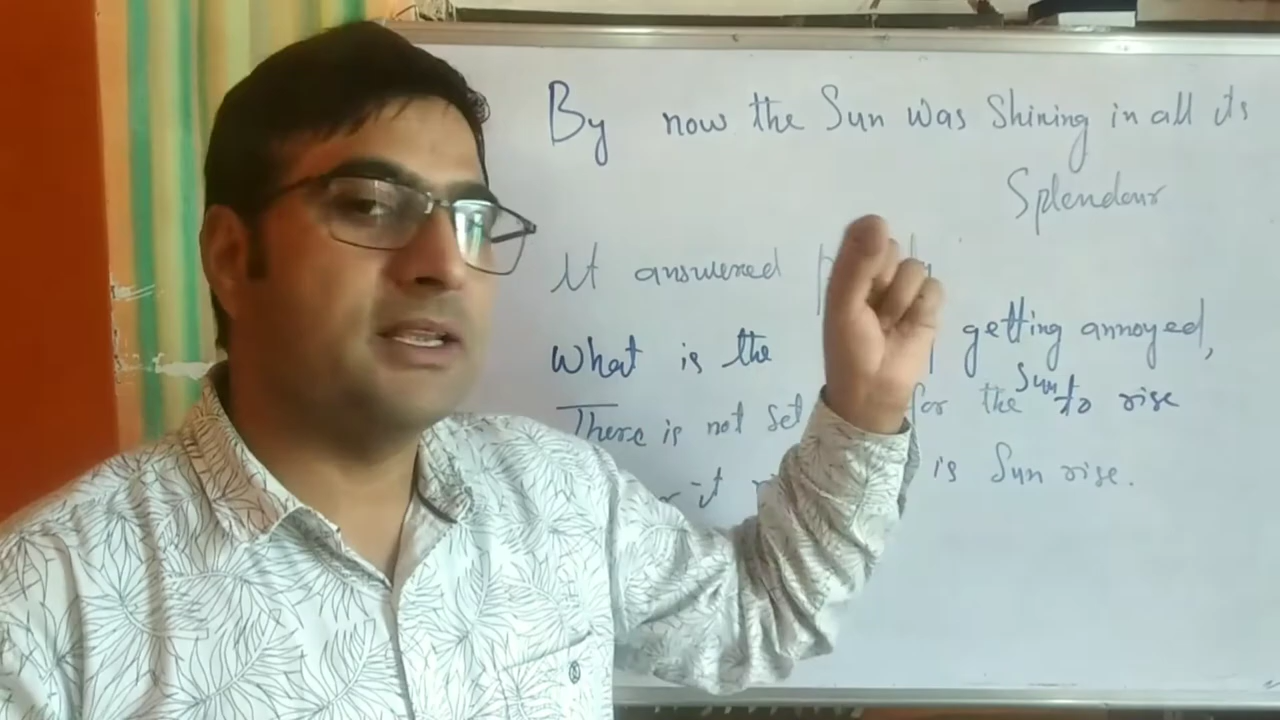 By now the Sun was Shining in all its
Splendour
It answered
What is the getting annoyed,
There is not set for the Sun to rise
it is Sun rise.